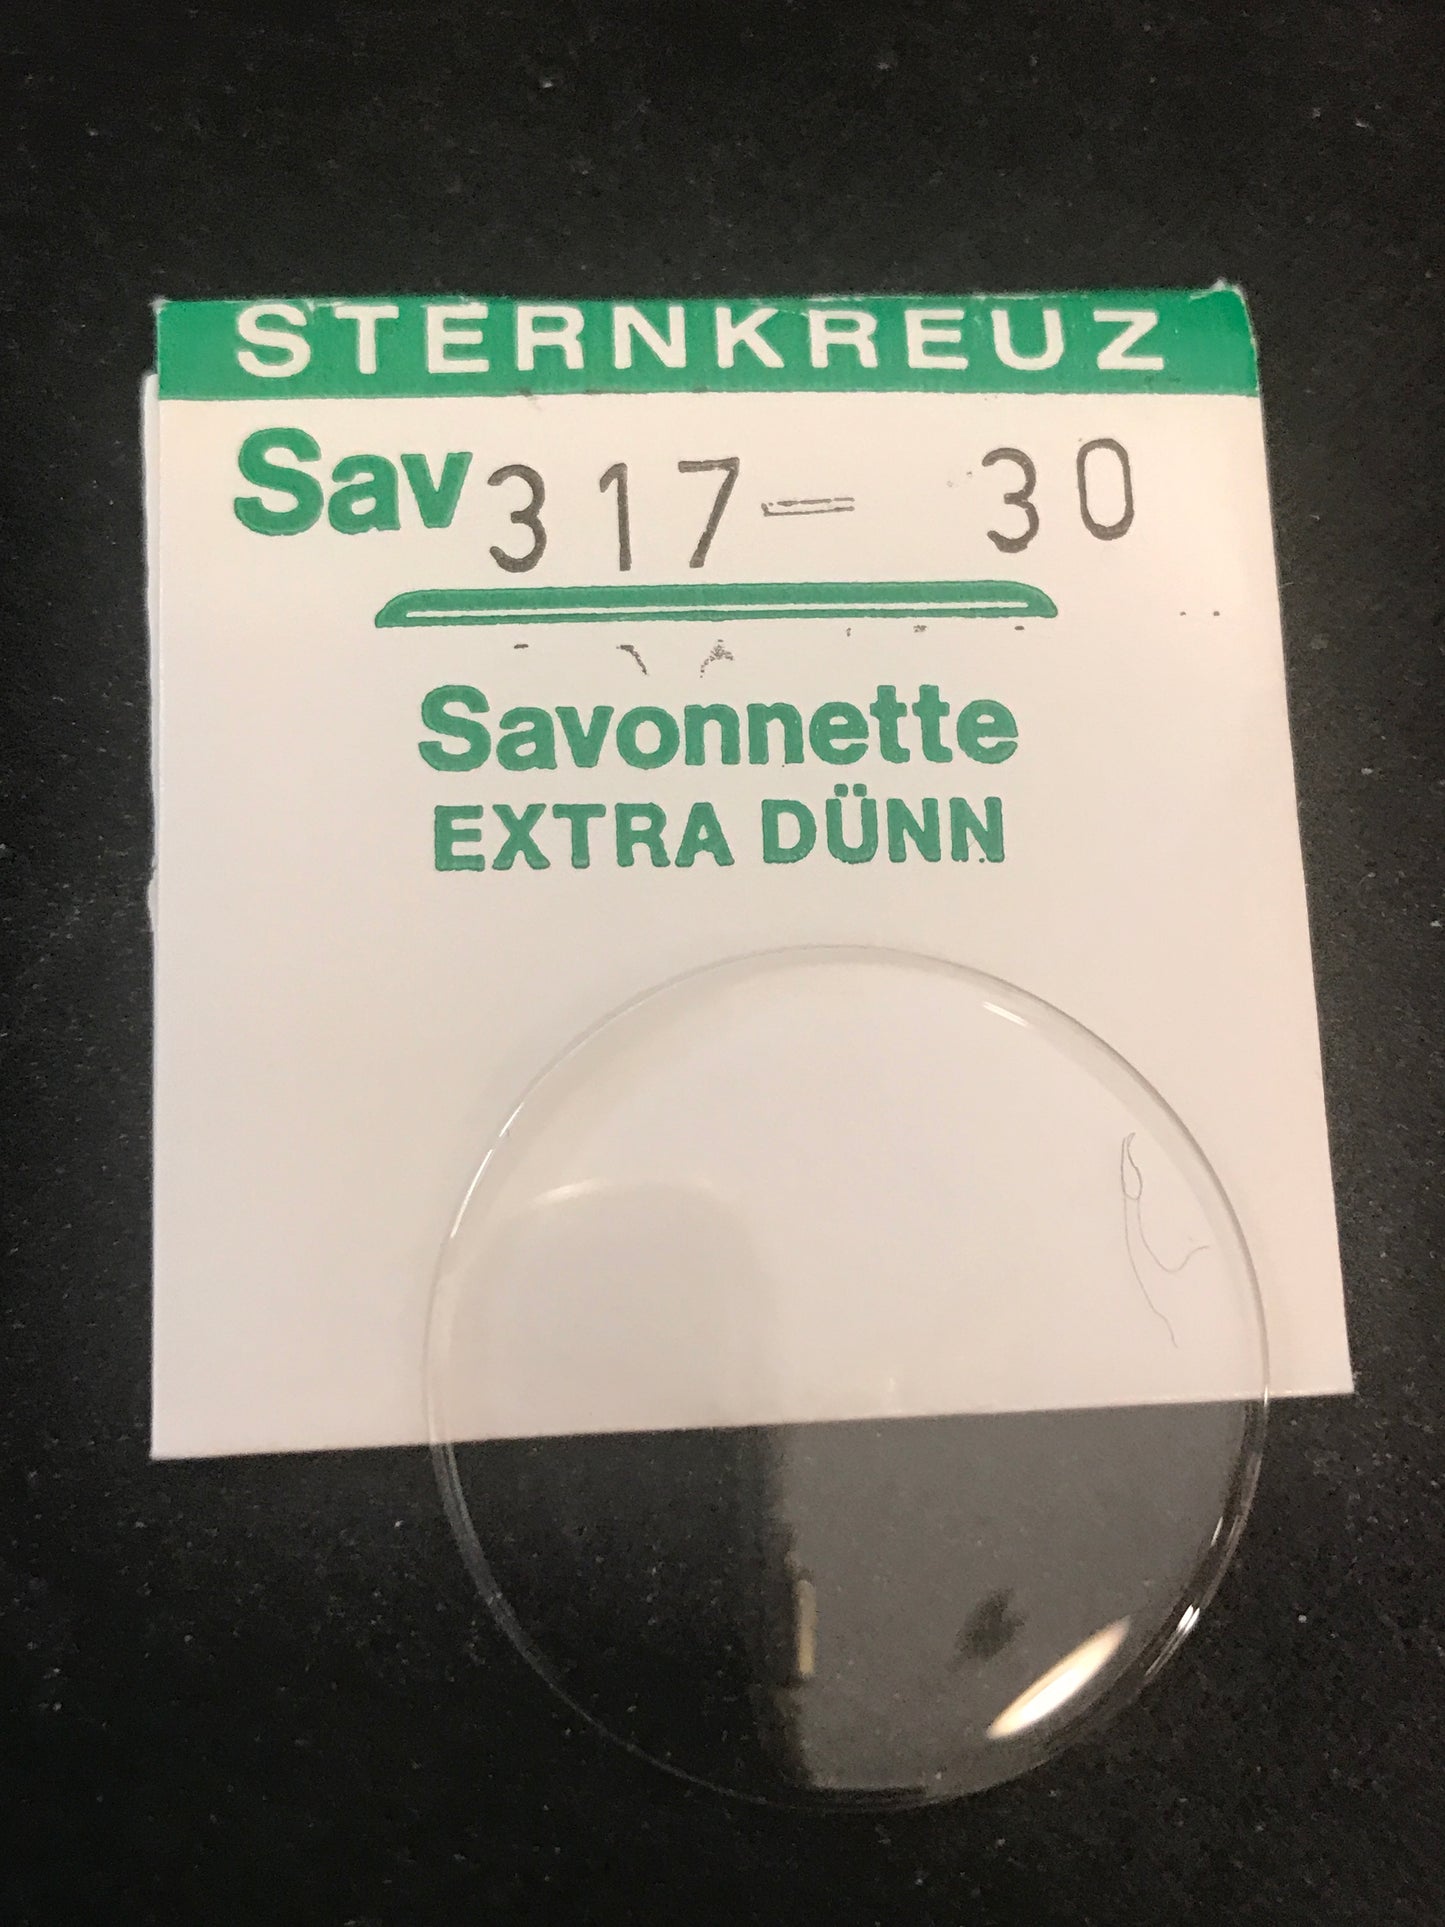 STERNKREUZ
Sav 317- 30
Savonnette
EXTRA DÜNN